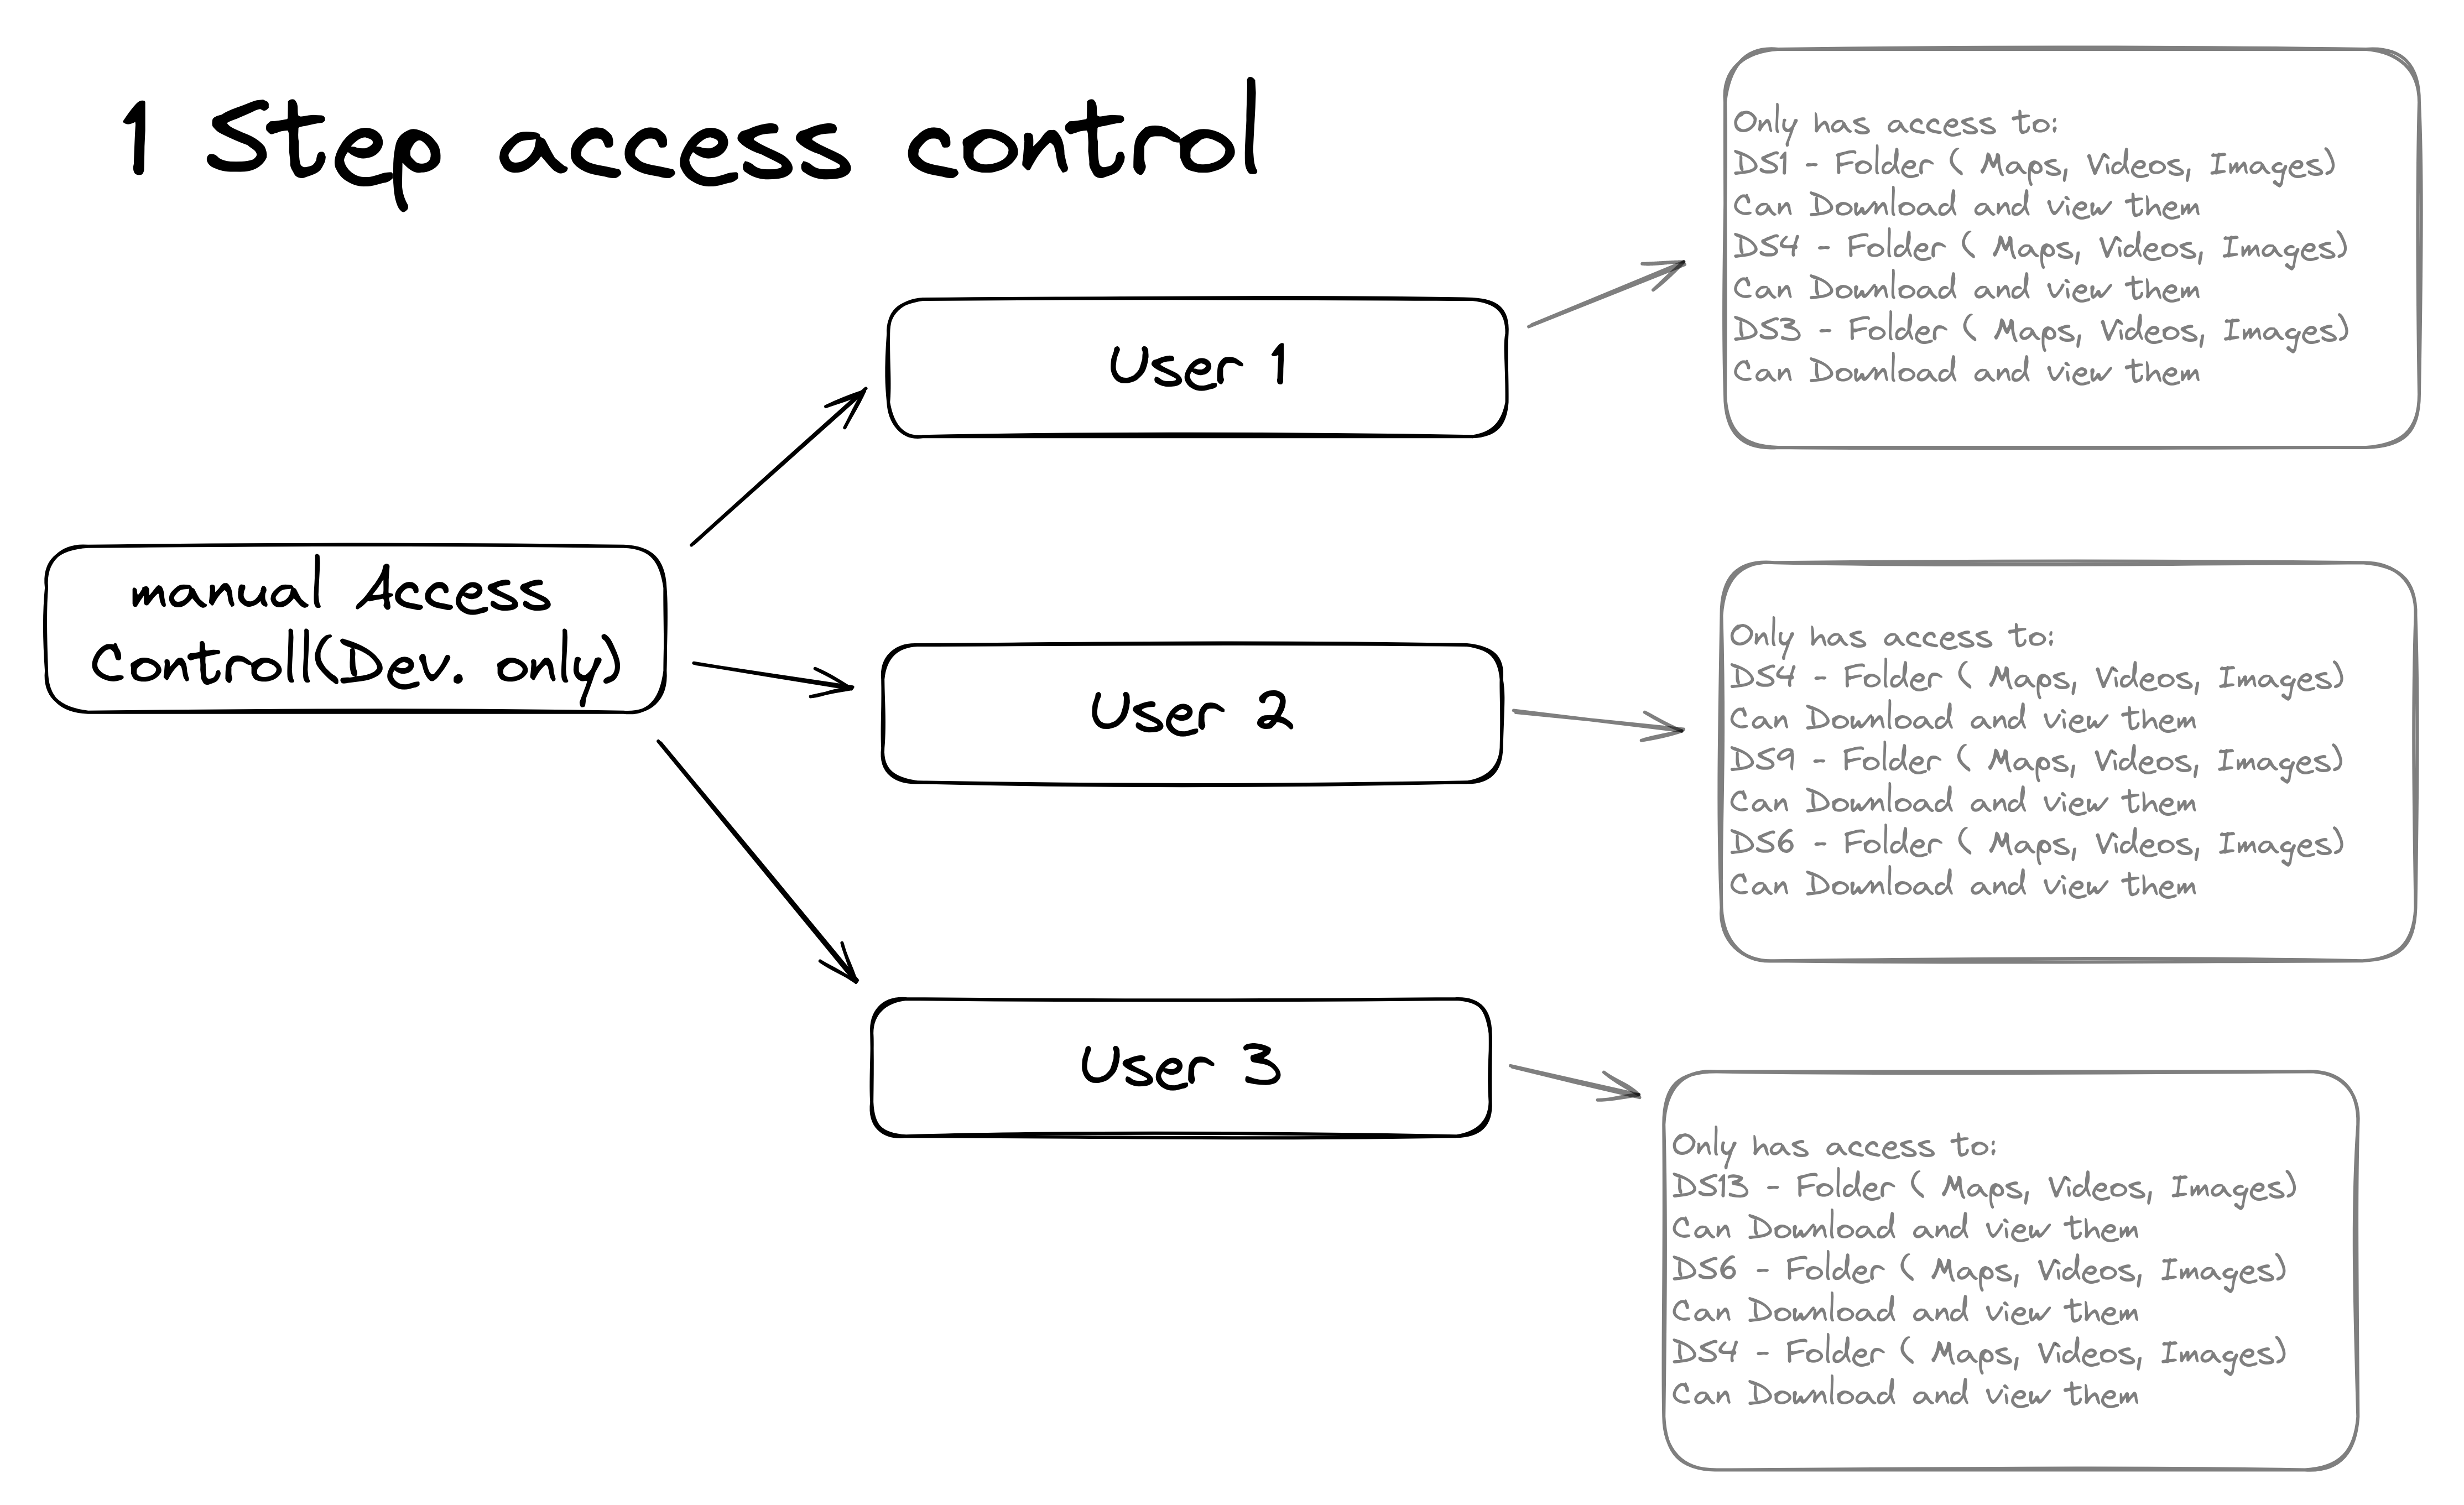 1 Step access control
manual Access
Controll(Dev. only)
User 1
Only has access to:
DS1 - Folder ( Maps, Videos, Images)
Can Download and view them
DS4 - Folder ( Maps, Videos, Images)
Can Download and view them
DS3 - Folder ( Maps, Videos, Images)
Can Download and view them
User 2
Only has access to:
DS4 - Folder ( Maps, Videos, Images)
Can Download and view them
DS9 - Folder ( Maps, Videos, Images)
Can Download and view them
DS6 - Folder ( Maps, Videos, Images)
Can Download and view them
User 3
Only has access to:
DS13 - Folder ( Maps, Videos, Images)
Can Download and view them
DS6 - Folder ( Maps, Videos, Images)
Can Download and view them
DS4 - Folder ( Maps, Videos, Images)
Can Download and view them